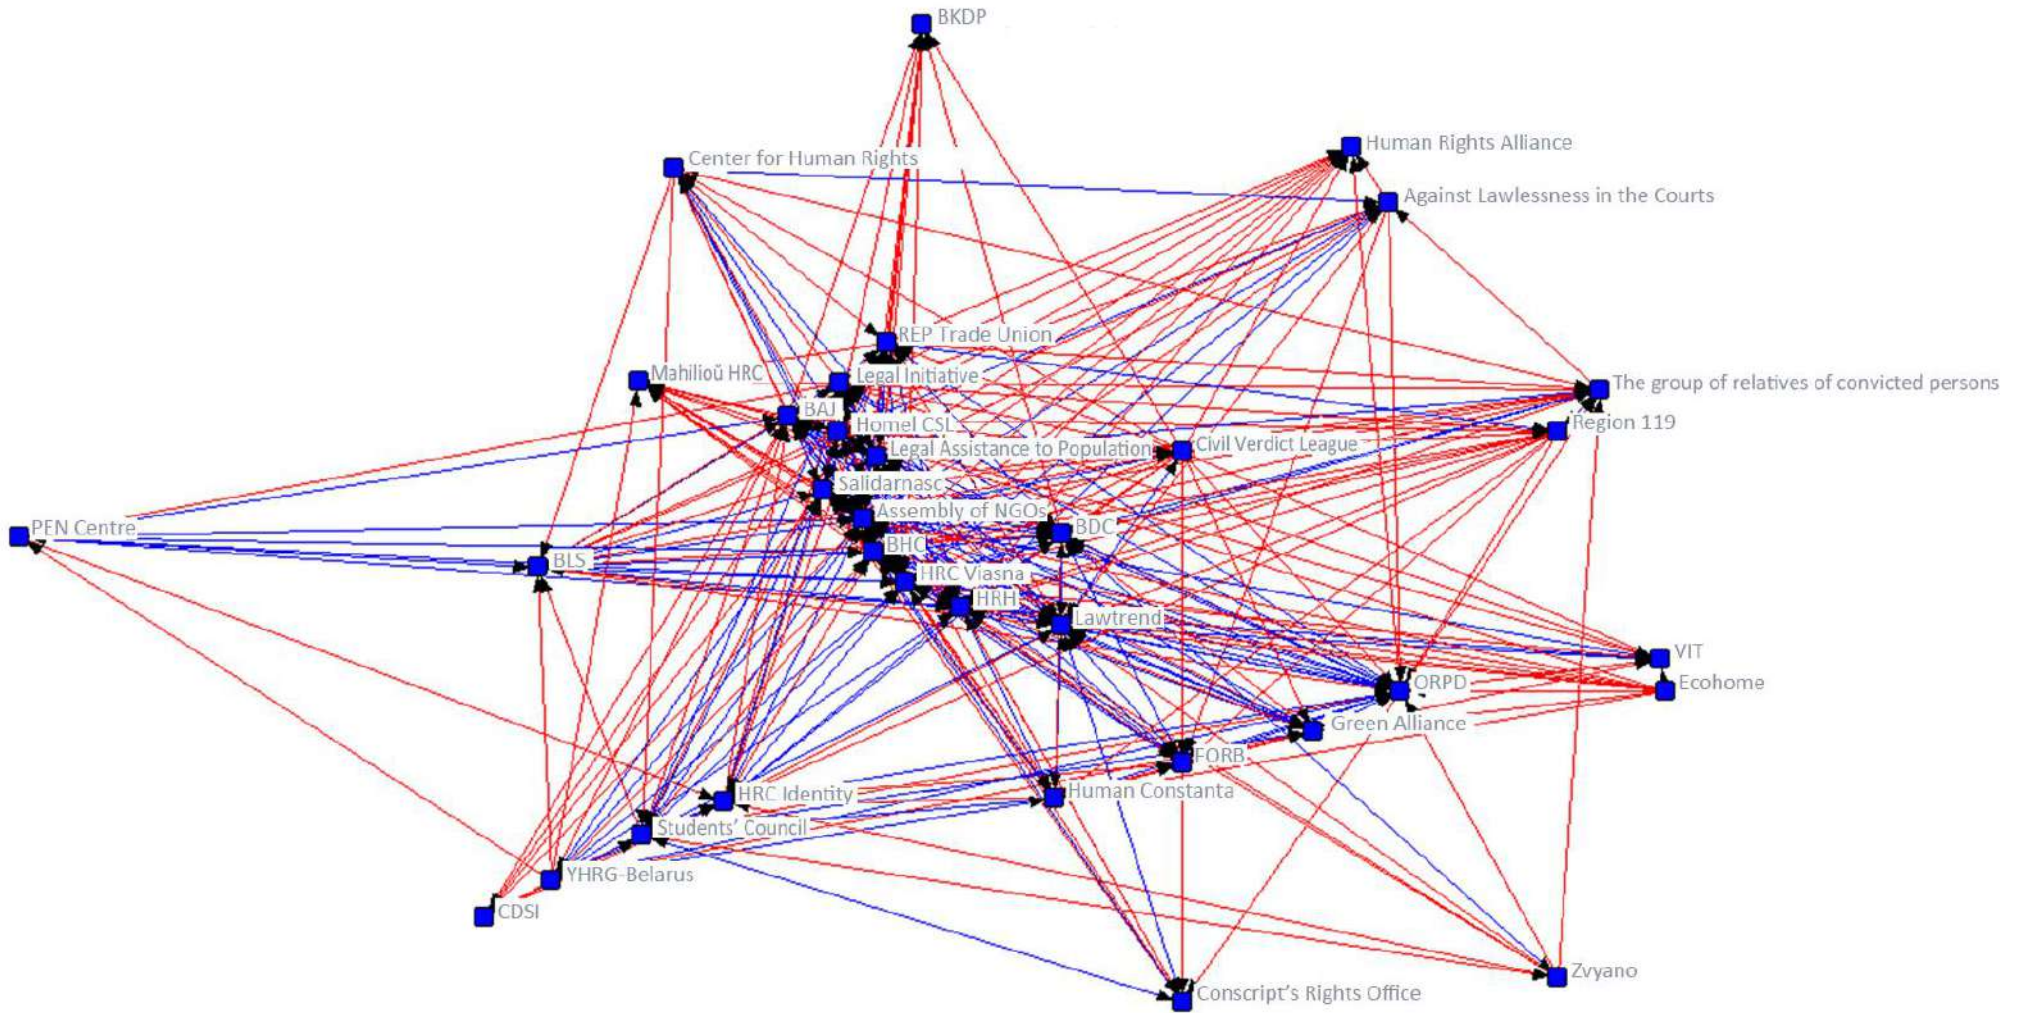 BKDP
Human Rights Alliance
Center for Human Rights
Against Lawlessness in the Courts
REP Trade Union
Mahilioŭ HRC
Legal Initiative
The group of relatives of convicted persons
BAJ
Homel CSL
Region 119
Legal Assistance to Population
Civil Verdict League
Salidarnasc
Assembly of NGOs
PEN Centre
BDC
BHC
BLS
HRC Viasna
HRH
Lawtrend
VIT
ORPD
Ecohome
Green Alliance
FORB
HRC Identity
Human Constanta
Students' Council
YHRG-Belarus
CDSI
Zvyano
Conscript's Rights Office